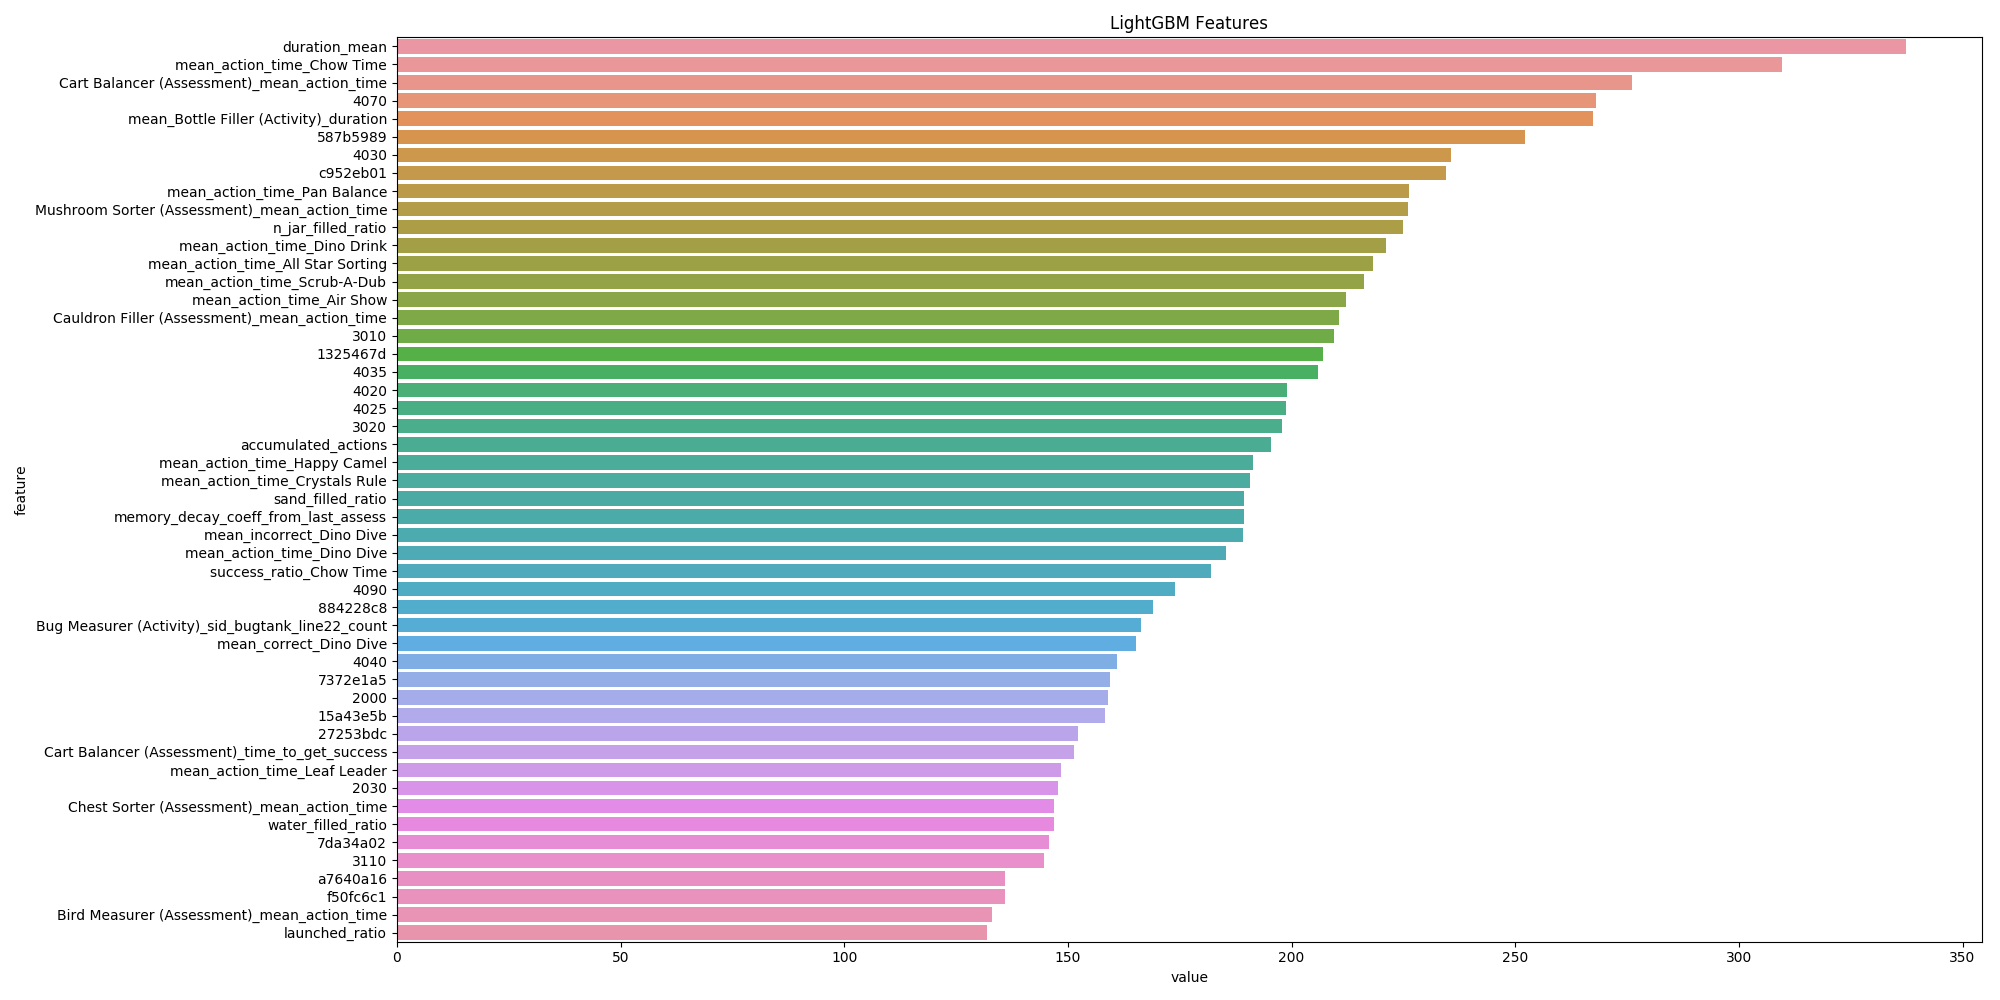 LightGBM Features
feature
duration_mean
mean_action_time_Chow Time
Cart Balancer (Assessment)_mean_action_time
4070
mean_Bottle Filler (Activity)_duration
587b5989
4030
c952eb01
mean_action_time_Pan Balance
Mushroom Sorter (Assessment)_mean_action_time
n_jar_filled_ratio
mean_action_time_Dino Drink
mean_action_time_All Star Sorting
mean_action_time_Scrub-A-Dub
mean_action_time_Air Show
Cauldron Filler (Assessment)_mean_action_time
3010
1325467d
4035
4020
4025
3020
accumulated_actions
mean_action_time_Happy Camel
mean_action_time_Crystals Rule
sand_filled_ratio
memory_decay_coeff_from_last_assess
mean_incorrect_Dino Dive
mean_action_time_Dino Dive
success_ratio_Chow Time
4090
884228c8
Bug Measurer (Activity)_sid_bugtank_line22_count
mean_correct_Dino Dive
4040
7372e1a5
2000
15a43e5b
27253bdc
Cart Balancer (Assessment)_time_to_get_success
mean_action_time_Leaf Leader
2030
Chest Sorter (Assessment)_mean_action_time
water_filled_ratio
7da34a02
3110
a7640a16
f50fc6c1
Bird Measurer (Assessment)_mean_action_time
launched_ratio
0 50 100 150 200 250 300 350
value